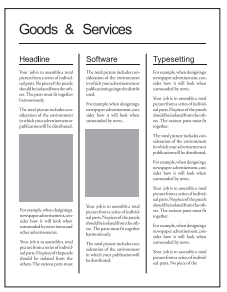 Goods & Services
Headline
Your job is to assemble a total
picture from a series of individ-
ual parts. No piece of the puzzle
should be isolated from the oth-
ers. The various parts must fit together
harmoniously.
The total picture includes con-
sideration of the environment
in which your advertisement or
publication will be distributed.
For example, when designing a
newspaper advertisement, con-
sider how it will look when
surrounded by news items and
other advertisements.
Your job is to assemble a total
picture from a series of individ-
ual parts. No piece of the puzzle
should be isolated from the
others. The various parts must
Software
The total picture includes con-
sideration of the environment
in which your advertisement or
publication will be distrib-
uted.
For example, when designing a
newspaper advertisement, con-
sider how it will look when
surrounded by news.
Your job is to assemble a total
picture from a series of individ-
ual parts. No piece of the puzzle
should be isolated from the oth-
ers. The various parts must fit together
harmoniously.
The total picture includes con-
sideration of the environment
in which your advertisement or
publication will be distributed.
Typesetting
For example, when designing a
newspaper advertisement, con-
sider how it will look when
surrounded by news.
Your job is to assemble a total
picture from a series of individ-
ual parts. No piece of the puzzle
should be isolated from the oth-
ers. The various parts must fit
together.
The total picture includes con-
sideration of the environment
in which your advertisement or
publication will be distributed.
For example, when designing a
newspaper advertisement, con-
sider how it will look when
surrounded by news.
Your job is to assemble a total
picture from a series of individ-
ual parts. No piece of the puzzle
should be isolated from the oth-
ers. The various parts must fit
together.
For example, when designing a
newspaper advertisement, con-
sider how it will look when
surrounded by news.
Your job is to assemble a total
picture from a series of individ-
ual parts. No piece of the